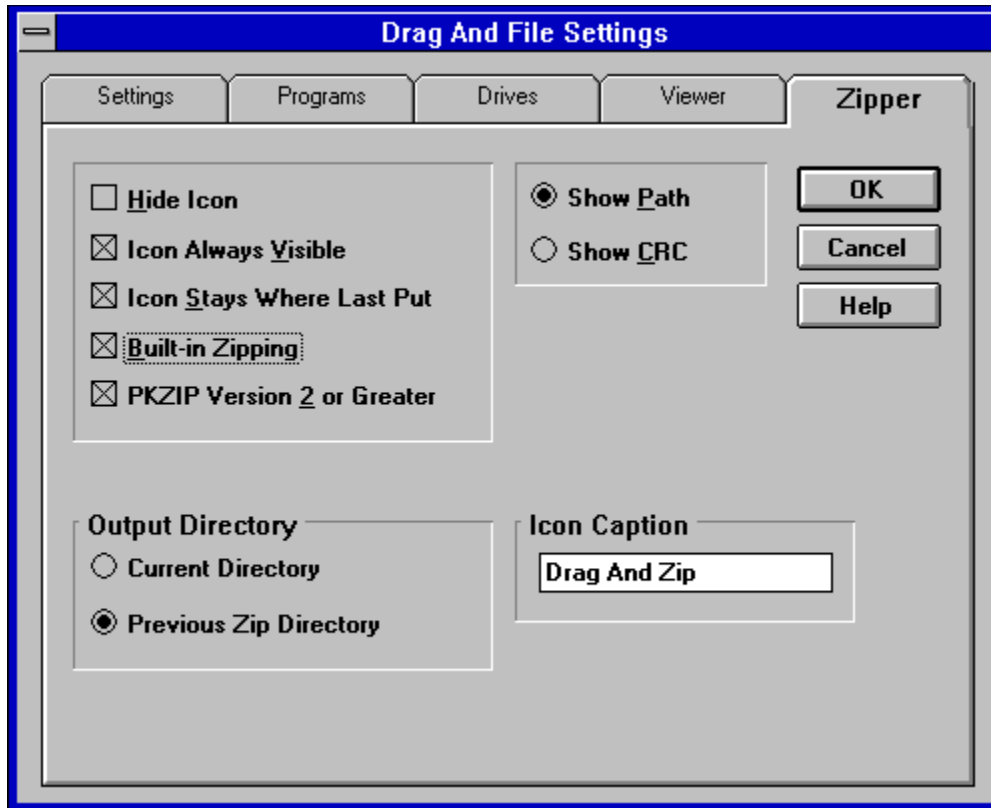 Drag And File Settings
Settings
Programs
Drives
Viewer
Zipper
Hide Icon
Icon Always Visible
Icon Stays Where Last Put
Built-in Zipping
PKZIP Version 2 or Greater
Show Path
Show CRC
OK
Cancel
Help
Output Directory
Current Directory
Previous Zip Directory
Icon Caption
Drag And Zip